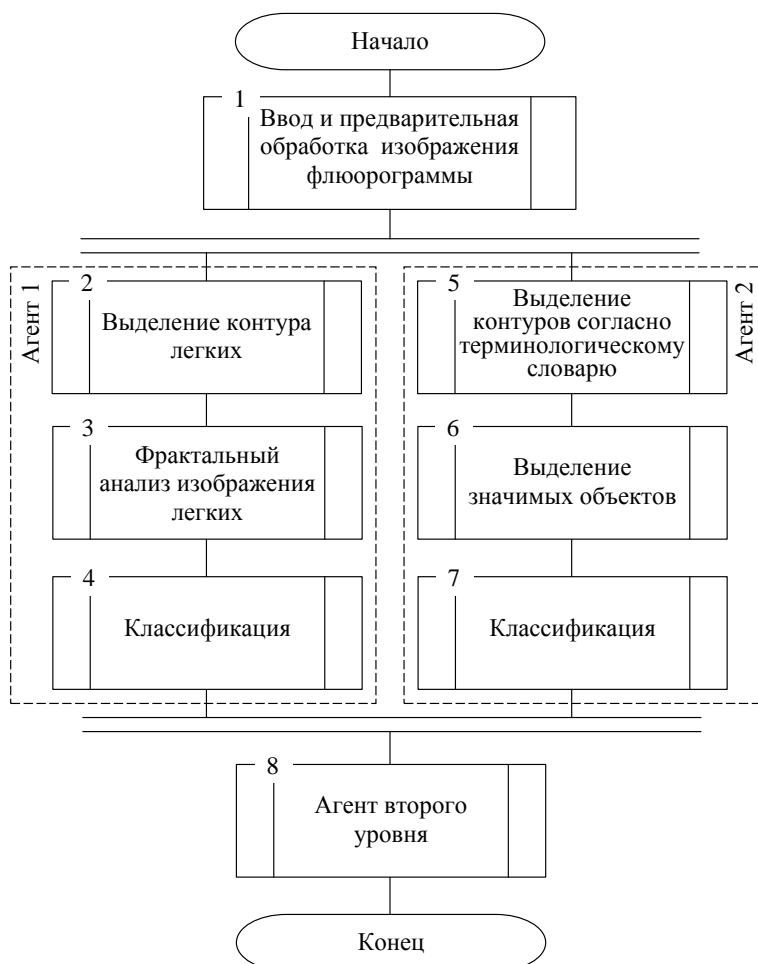 Начало
1
Ввод и предварительная
обработка изображения
флюорограммы
Агент 1
2
Выделение контура
легких
3
Фрактальный
анализ изображения
легких
4
Классификация
Агент 2
5
Выделение
контуров согласно
терминологическому
словарю
6
Выделение
значимых объектов
7
Классификация
8
Агент второго
уровня
Конец